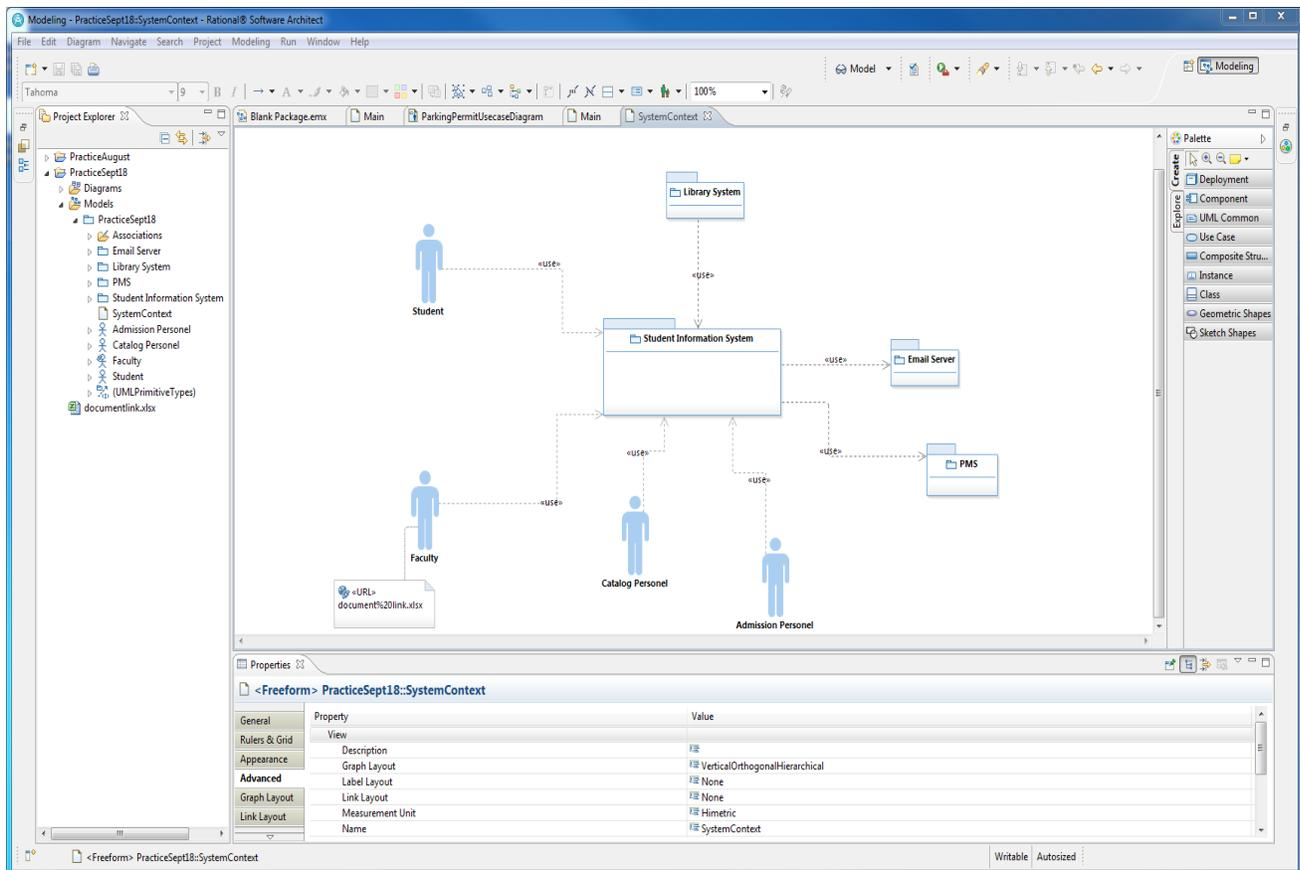 Modeling - PracticeSept18::SystemContext - Rational® Software Architect
File Edit Diagram Navigate Search Project Modeling Run Window Help
Model
Modeling
Tahoma 9 B I A 100%
Project Explorer
Blank Package.emx Main ParkingPermitUsecaseDiagram Main SystemContext
PracticeAugust
PracticeSept18
Diagrams
Models
PracticeSept18
Associations
Email Server
Library System
PMS
Student Information System
SystemContext
Admission Personel
Catalog Personel
Faculty
Student
(UMLPrimitiveTypes)
documentlink.xlsx
Library System
«use»
«use»
Student
Student Information System
«use»
Email Server
«use»
PMS
«use»
«use»
«use»
Faculty
Catalog Personel
Admission Personel
«URL»
document%20link.xlsx
Palette
Create
Explore
Deployment
Component
UML Common
Use Case
Composite Stru...
Instance
Class
Geometric Shapes
Sketch Shapes
Properties
<Freeform> PracticeSept18::SystemContext
General
Rulers & Grid
Appearance
Advanced
Graph Layout
Link Layout
Property Value
View
Description
Graph Layout VerticalOrthogonalHierarchical
Label Layout None
Link Layout None
Measurement Unit Himetric
Name SystemContext
<Freeform> PracticeSept18::SystemContext
Writable Autosized